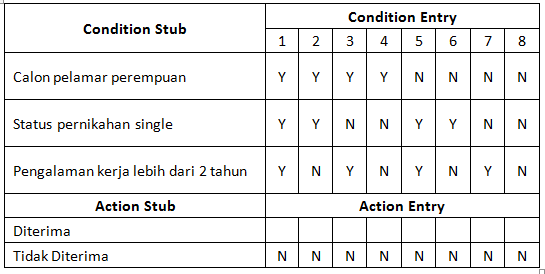 Condition Stub Condition Entry
1 2 3 4 5 6 7 8
Calon pelamar perempuan Y Y Y Y N N N N
Status pernikahan single Y Y N N Y Y N N
Pengalaman kerja lebih dari 2 tahun Y N Y N Y N Y N
Action Stub Action Entry
Diterima
Tidak Diterima N N N N N N N N